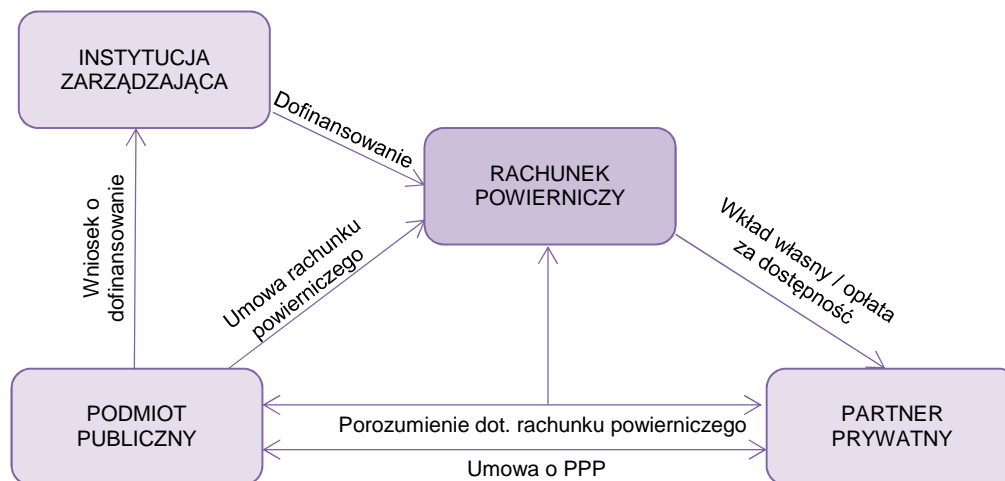 INSTYTUCJA
ZARZĄDZAJĄCA
Dofinansowanie
RACHUNEK
POWIERNICZY
Wniosek o
dofinansowanie
Umowa rachunku
powierniczego
Wkład własny / opłata
za dostępność
PODMIOT
PUBLICZNY
Porozumienie dot. rachunku powierniczego
Umowa o PPP
PARTNER
PRYWATNY